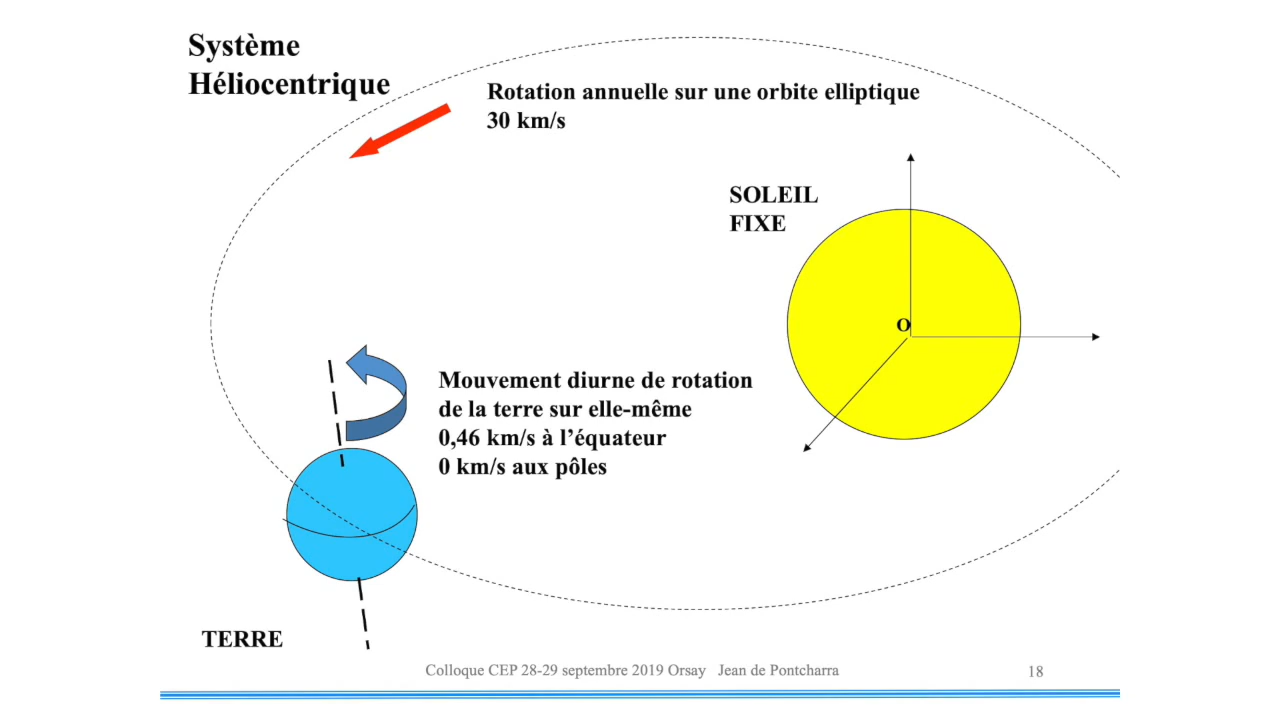 Système
Héliocentrique
Rotation annuelle sur une orbite elliptique
30 km/s
SOLEIL
FIXE
O
Mouvement diurne de rotation
de la terre sur elle-même
0,46 km/s à l’équateur
0 km/s aux pôles
TERRE
Colloque CEP 28-29 septembre 2019 Orsay Jean de Pontcharra
18